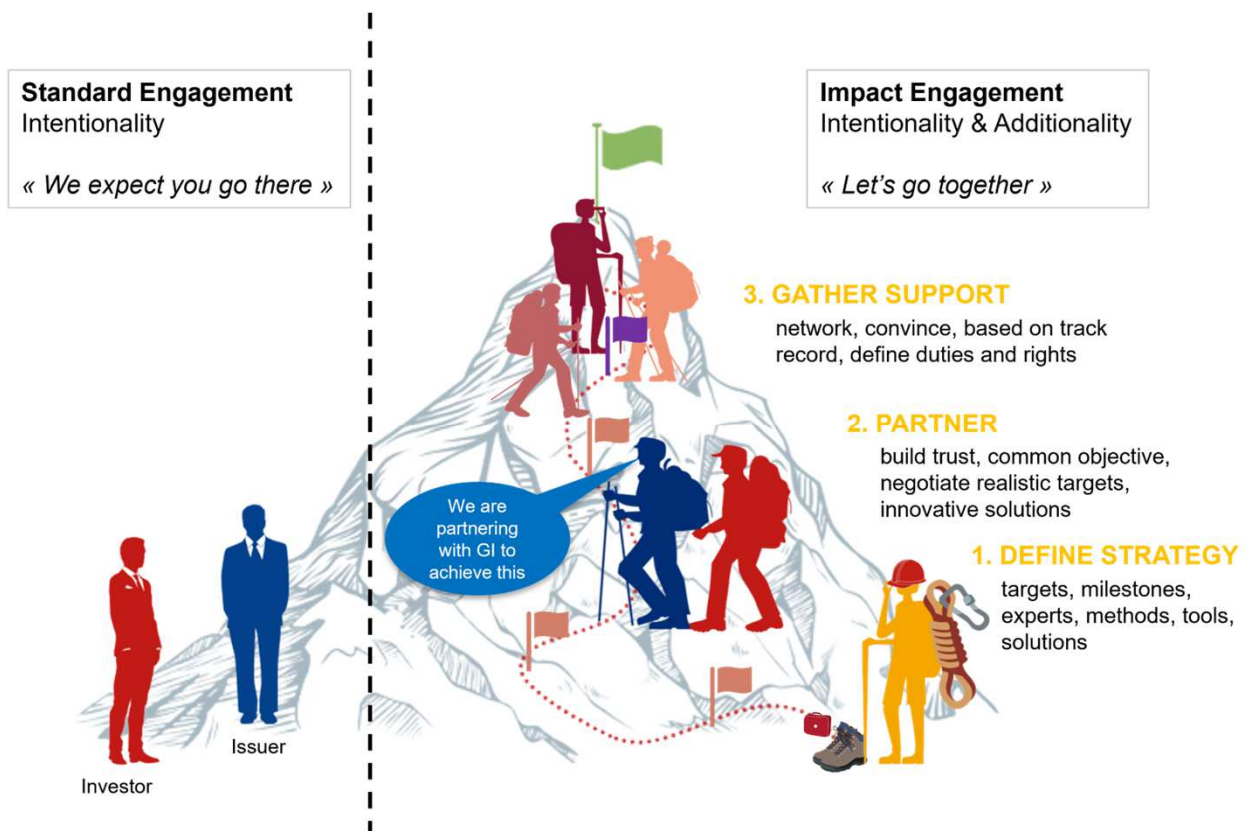 Standard Engagement
Intentionality
« We expect you go there »
Impact Engagement
Intentionality & Additionality
« Let's go together »
3. GATHER SUPPORT
network, convince, based on track
record, define duties and rights
2. PARTNER
build trust, common objective,
negotiate realistic targets,
innovative solutions
We are
partnering
with GI to
achieve this
1. DEFINE STRATEGY
targets, milestones,
experts, methods, tools,
solutions
Issuer
Investor